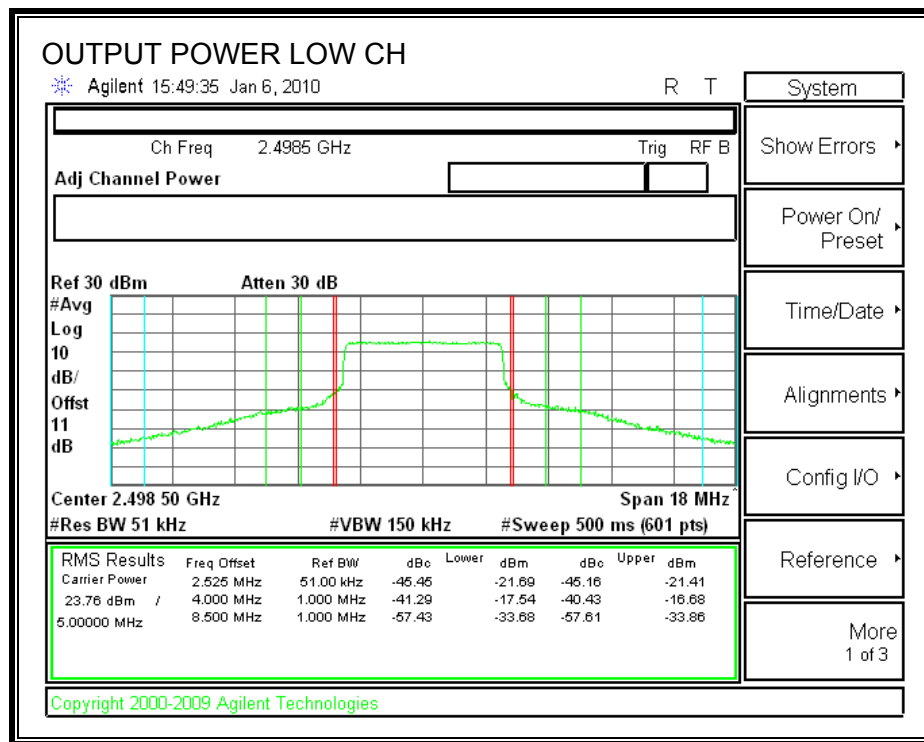 OUTPUT POWER LOW CH
Agilent 15:49:35 Jan 6, 2010 R T
System
Ch Freq 2.4985 GHz Trig RF B
Show Errors
Adj Channel Power
Power On/
Preset
Ref 30 dBm Atten 30 dB
#Avg
Log
10
dB/
Offst
11
dB
Time/Date
Alignments
Config I/O
Center 2.498 50 GHz Span 18 MHz^
#Res BW 51 kHz #VBW 150 kHz #Sweep 500 ms (601 pts)
RMS Results Freq Offset Ref BW dBc Lower dBm dBc Upper dBm
Carrier Power 2.525 MHz 51.00 kHz -45.45 -21.69 -45.16 -21.41
23.76 dBm / 4.000 MHz 1.000 MHz -41.29 -17.54 -40.43 -16.68
5.00000 MHz 8.500 MHz 1.000 MHz -57.43 -33.68 -57.61 -33.86
Reference
More
1 of 3
Copyright 2000-2009 Agilent Technologies